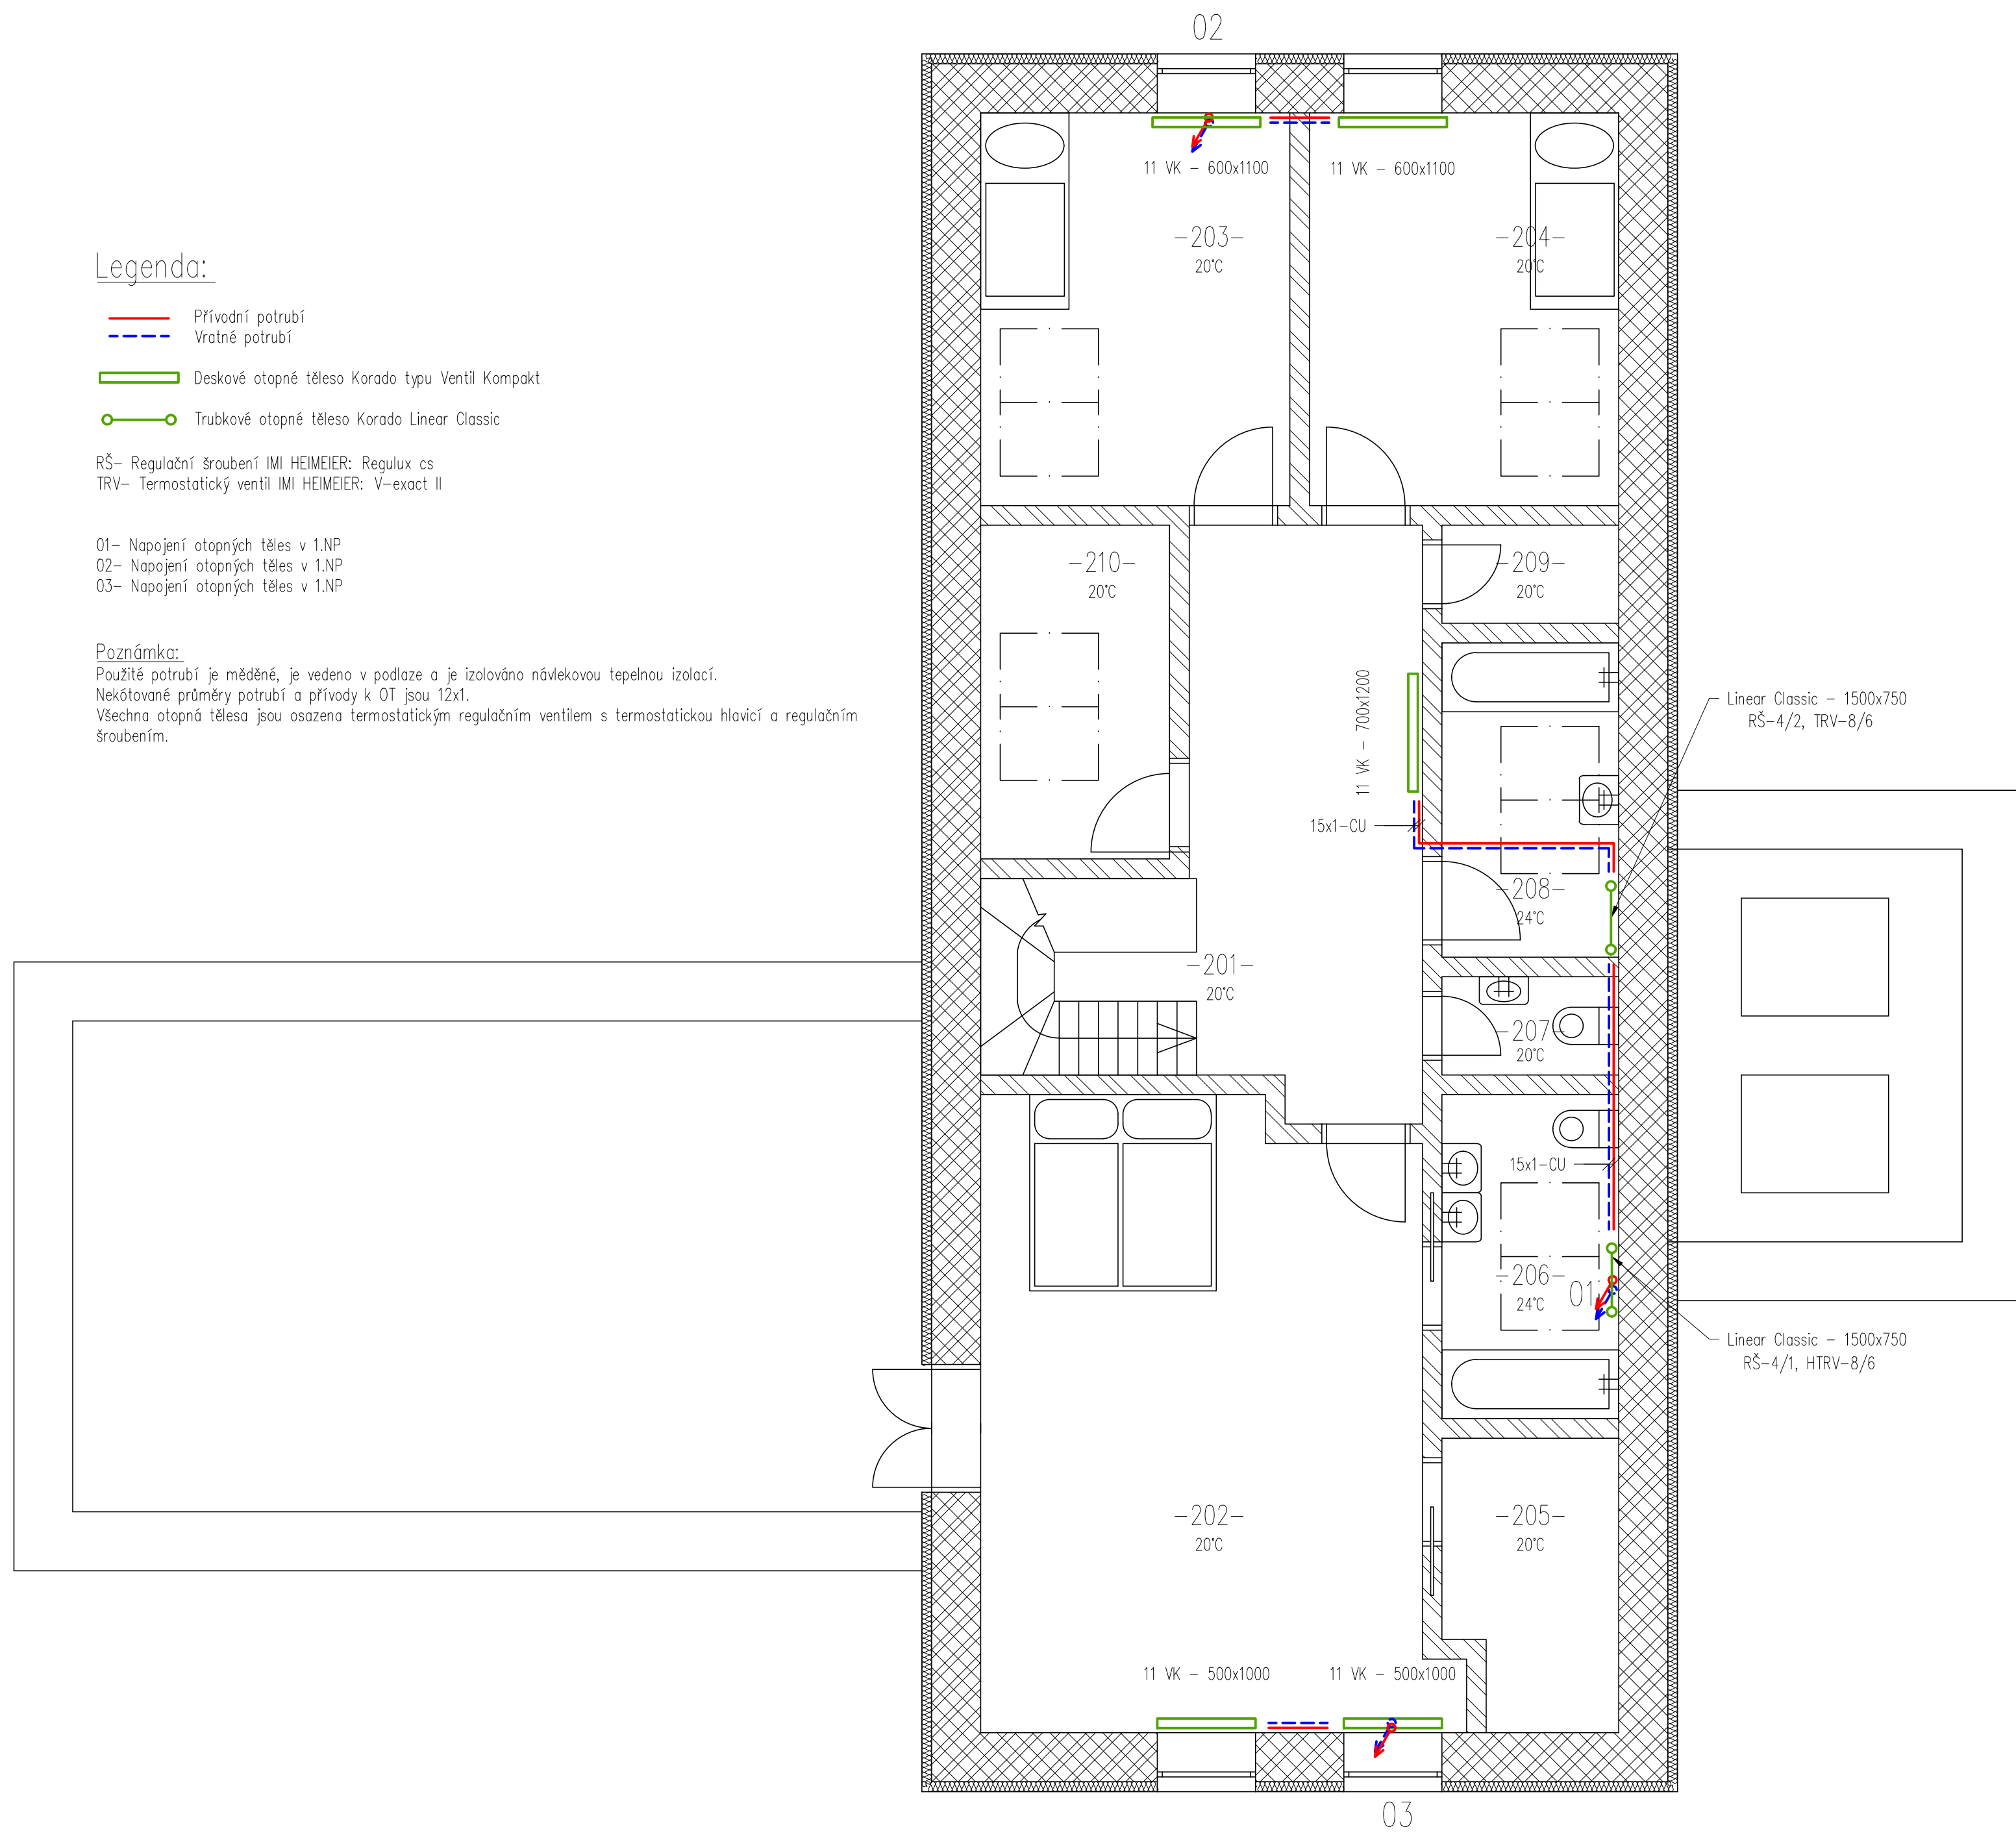 02
11 VK - 600x1100
11 VK - 600x1100
-203-
20°C
-204-
20°C
Legenda:
Přívodní potrubí
Vratné potrubí
Deskové otopné těleso Korado typu Ventil Kompakt
Trubkové otopné těleso Korado Linear Classic
RŠ- Regulační šroubení IMI HEIMEIER: Regulux cs
TRV- Termostatický ventil IMI HEIMEIER: V-exact II
01- Napojení otopných těles v 1.NP
02- Napojení otopných těles v 1.NP
03- Napojení otopných těles v 1.NP
Poznámka:
Použité potrubí je měděné, je vedeno v podlaze a je izolováno návlekovou tepelnou izolací.
Nekótované průměry potrubí a přívody k OT jsou 12x1.
Všechna otopná tělesa jsou osazena termostatickým regulačním ventilem s termostatickou hlavicí a regulačním
šroubením.
-210-
20°C
-209-
20°C
11 VK - 700x1200
Linear Classic - 1500x750
RŠ-4/2, TRV-8/6
15x1-CU
-208-
24°C
-201-
20°C
-207-
20°C
15x1-CU
-206-
24°C
01
Linear Classic - 1500x750
RŠ-4/1, HTRV-8/6
-202-
20°C
-205-
20°C
11 VK - 500x1000
11 VK - 500x1000
03